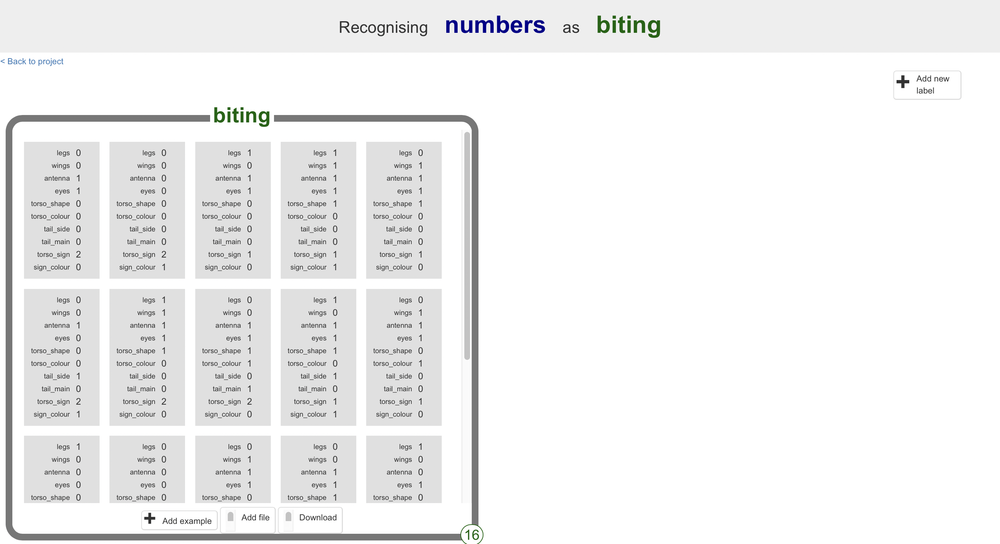 Recognising numbers as biting
< Back to project
Add new
label
biting
legs 0 legs 0 legs 1 legs 1 legs 0
wings 0 wings 0 wings 0 wings 1 wings 1
antenna 1 antenna 0 antenna 1 antenna 1 antenna 1
eyes 1 eyes 0 eyes 1 eyes 1 eyes 1
torso_shape 0 torso_shape 0 torso_shape 0 torso_shape 1 torso_shape 1
torso_colour 0 torso_colour 0 torso_colour 0 torso_colour 0 torso_colour 0
tail_side 0 tail_side 0 tail_side 0 tail_side 0 tail_side 0
tail_main 0 tail_main 0 tail_main 0 tail_main 0 tail_main 0
torso_sign 2 torso_sign 2 torso_sign 1 torso_sign 1 torso_sign 1
sign_colour 0 sign_colour 1 sign_colour 0 sign_colour 1 sign_colour 0
legs 0 legs 1 legs 0 legs 1 legs 0
wings 0 wings 1 wings 0 wings 0 wings 1
antenna 1 antenna 1 antenna 1 antenna 1 antenna 1
eyes 0 eyes 1 eyes 1 eyes 1 eyes 1
torso_shape 0 torso_shape 1 torso_shape 1 torso_shape 1 torso_shape 0
torso_colour 0 torso_colour 0 torso_colour 1 torso_colour 0 torso_colour 1
tail_side 1 tail_side 0 tail_side 0 tail_side 1 tail_side 0
tail_main 0 tail_main 0 tail_main 1 tail_main 0 tail_main 0
torso_sign 2 torso_sign 2 torso_sign 2 torso_sign 1 torso_sign 1
sign_colour 1 sign_colour 0 sign_colour 0 sign_colour 1 sign_colour 0
legs 1 legs 0 legs 0 legs 0 legs 1
wings 0 wings 0 wings 1 wings 0 wings 0
antenna 0 antenna 0 antenna 1 antenna 1 antenna 0
eyes 0 eyes 0 eyes 1 eyes 1 eyes 1
torso_shape 0 torso_shape 0 torso_shape 0 torso_shape 1 torso_shape 0
Add example Add file Download
16